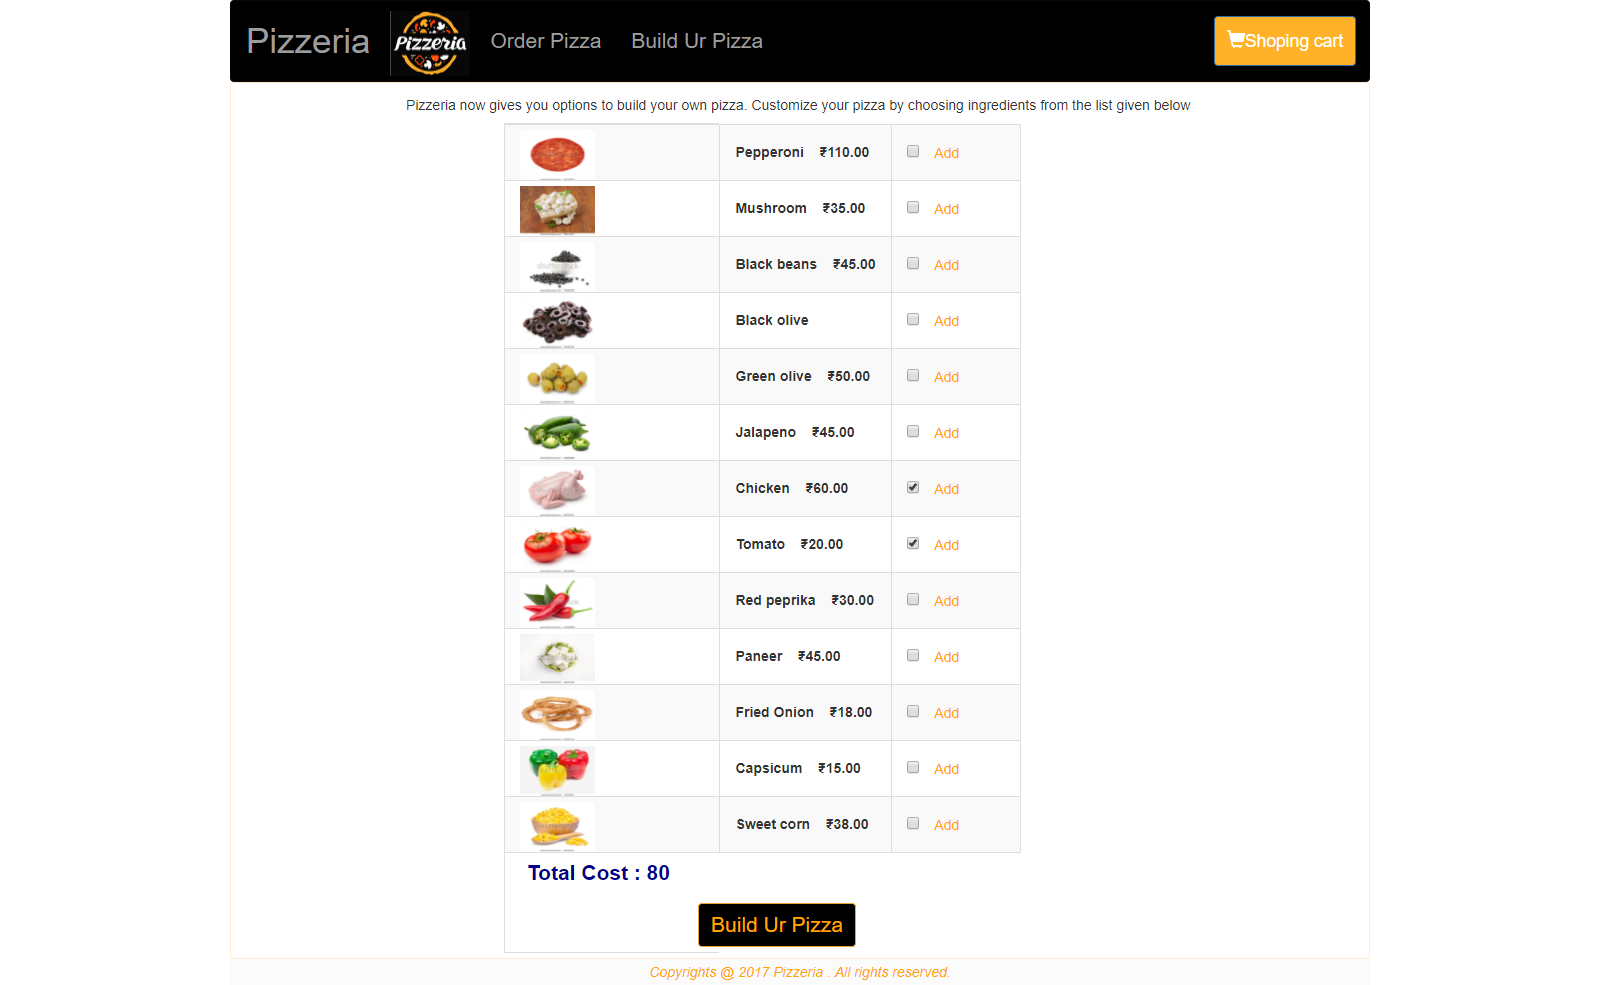 Pizzeria Pizzeria Order Pizza Build Ur Pizza Shoping cart
Pizzeria now gives you options to build your own pizza. Customize your pizza by choosing ingredients from the list given below
Pepperoni ₹110.00 Add
Mushroom ₹35.00 Add
Black beans ₹45.00 Add
Black olive Add
Green olive ₹50.00 Add
Jalapeno ₹45.00 Add
Chicken ₹60.00 Add
Tomato ₹20.00 Add
Red peprika ₹30.00 Add
Paneer ₹45.00 Add
Fried Onion ₹18.00 Add
Capsicum ₹15.00 Add
Sweet corn ₹38.00 Add
Total Cost : 80
Build Ur Pizza
Copyrights @ 2017 Pizzeria . All rights reserved.